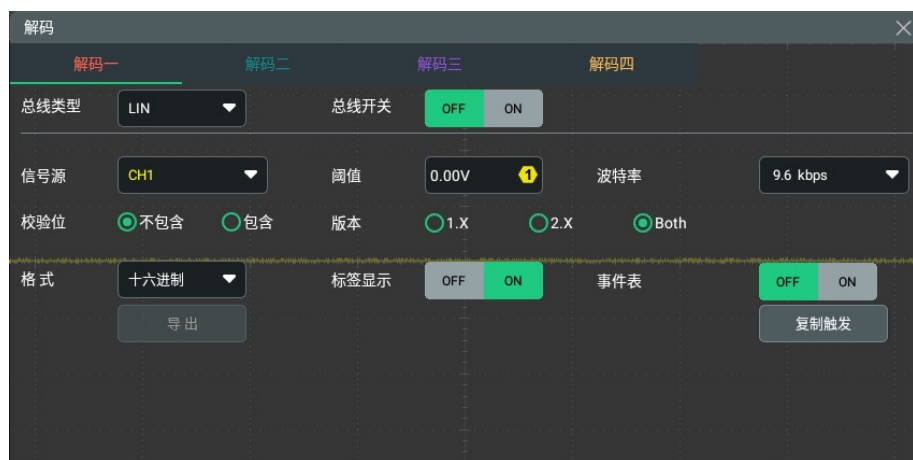 解码
解码一 解码二 解码三 解码四
总线类型 LIN 总线开关 OFF ON
信号源 CH1 阈值 0.00V 1 波特率 9.6 kbps
校验位 不包含 包含 版本 1.X 2.X Both
格式 十六进制 标签显示 OFF ON 事件表 OFF ON
导出 复制触发